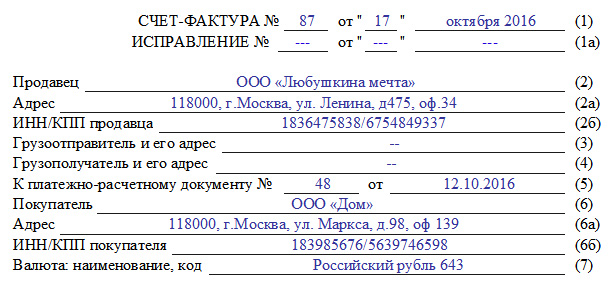 СЧЕТ-ФАКТУРА № 87 от " 17 " октября 2016 (1)
ИСПРАВЛЕНИЕ № --- от " --- " --- (1а)
Продавец ООО «Любушкина мечта» (2)
Адрес 118000, г.Москва, ул. Ленина, д475, оф.34 (2а)
ИНН/КПП продавца 1836475838/6754849337 (2б)
Грузоотправитель и его адрес -- (3)
Грузополучатель и его адрес -- (4)
К платежно-расчетному документу № 48 от 12.10.2016 (5)
Покупатель ООО «Дом» (6)
Адрес 118000, г.Москва, ул. Маркса, д.98, оф 139 (6а)
ИНН/КПП покупателя 183985676/5639746598 (6б)
Валюта: наименование, код Российский рубль 643 (7)